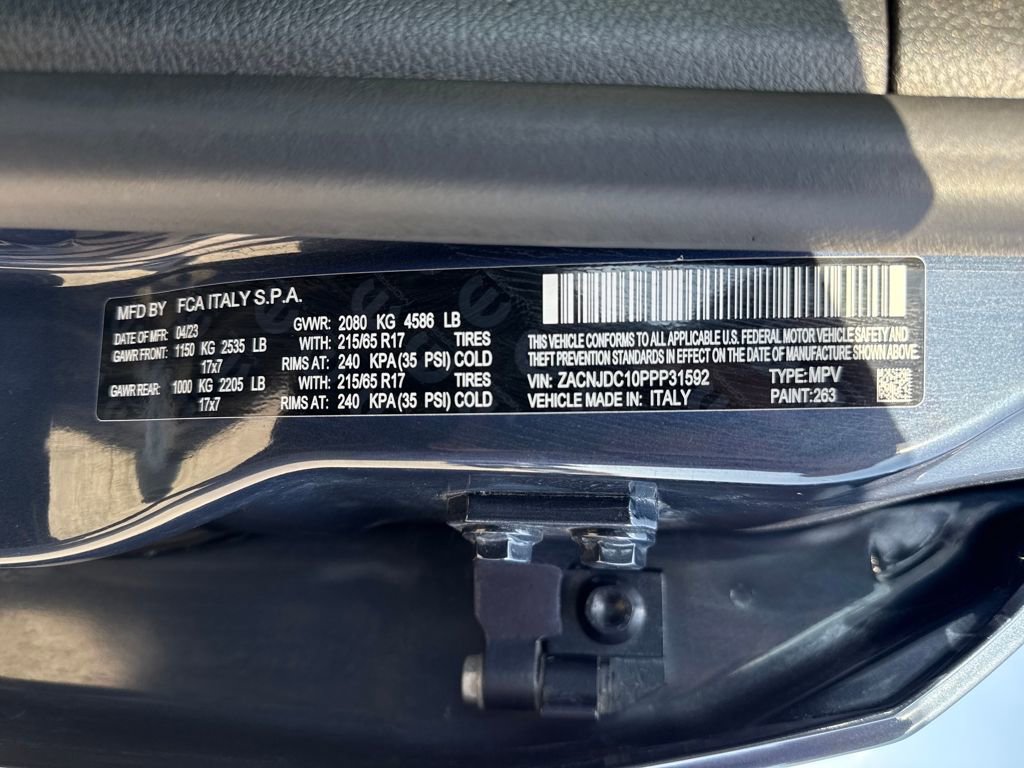 MFD BY FCA ITALY S.P.A.
DATE OF MFR: 04/23 GVWR: 2080 KG 4586 LB
GAWR FRONT: 1150 KG 2535 LB WITH: 215/65 R17 TIRES
17x7 RIMS AT: 240 KPA(35 PSI) COLD
GAWR REAR: 1000 KG 2205 LB WITH: 215/65 R17 TIRES
17x7 RIMS AT: 240 KPA(35 PSI) COLD
THIS VEHICLE CONFORMS TO ALL APPLICABLE U.S. FEDERAL MOTOR VEHICLE SAFETY AND
THEFT PREVENTION STANDARDS IN EFFECT ON THE DATE OF MANUFACTURE SHOWN ABOVE.
VIN: ZACNJDC10PPP31592 TYPE:MPV
VEHICLE MADE IN: ITALY PAINT:263